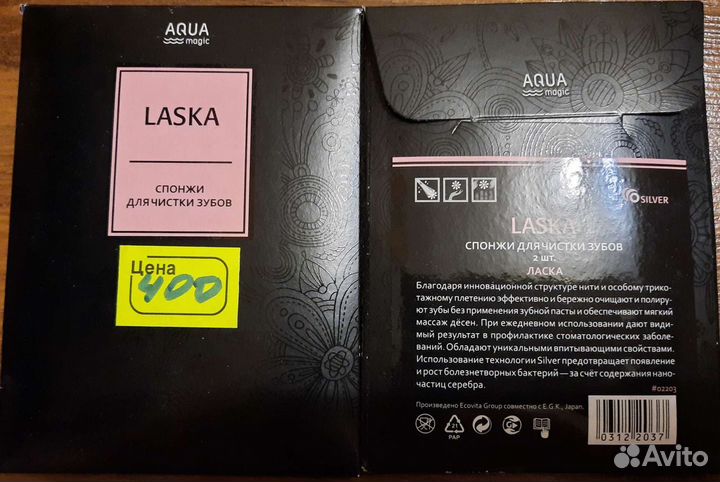 AQUA
magic
LASKA
СПОНЖИ
ДЛЯ ЧИСТКИ ЗУБОВ
Цена
400
AQUA
magic
SILVER
LASKA
СПОНЖИ ДЛЯ ЧИСТКИ ЗУБОВ
2 шт.
ЛАСКА
Благодаря инновационной структуре нити и особому трико-
тажному плетению эффективно и бережно очищают и полиру-
ют зубы без применения зубной пасты и обеспечивают мягкий
массаж дёсен. При ежедневном использовании дают види-
мый результат в профилактике стоматологических заболе-
ваний. Обладают уникальными впитывающими свойствами.
Использование технологии Silver предотвращает появление
и рост болезнетворных бактерий — за счёт содержания нано-
частиц серебра.
#02203
Произведено Ecovita Group совместно с E.G.K., Japan.
21
PAP
0312 2037
Avito